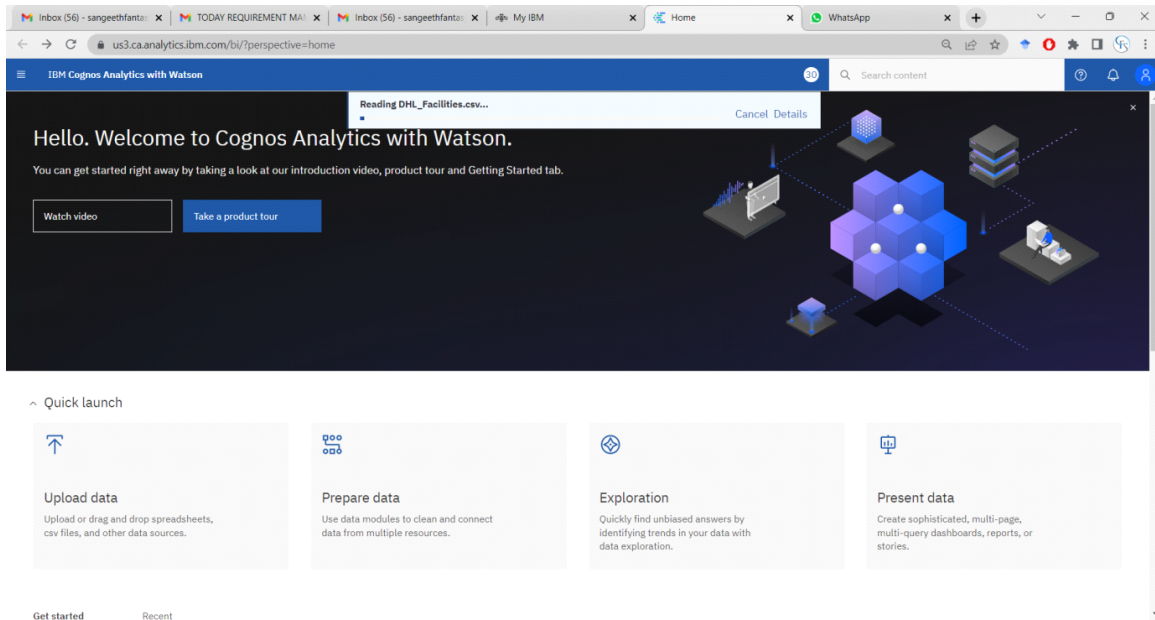 Inbox (56) - sangeethfantas
TODAY REQUIREMENT MAI
Inbox (56) - sangeethfantas
My IBM
Home
WhatsApp
us3.ca.analytics.ibm.com/bi/?perspective=home
IBM Cognos Analytics with Watson
30
Search content
Reading DHL_Facilities.csv...
Cancel Details
Hello. Welcome to Cognos Analytics with Watson.
You can get started right away by taking a look at our introduction video, product tour and Getting Started tab.
Watch video
Take a product tour
Quick launch
Upload data
Prepare data
Exploration
Present data
Upload or drag and drop spreadsheets,
csv files, and other data sources.
Use data modules to clean and connect
data from multiple resources.
Quickly find unbiased answers by
identifying trends in your data with
data exploration.
Create sophisticated, multi-page,
multi-query dashboards, reports, or
stories.
Get started
Recent